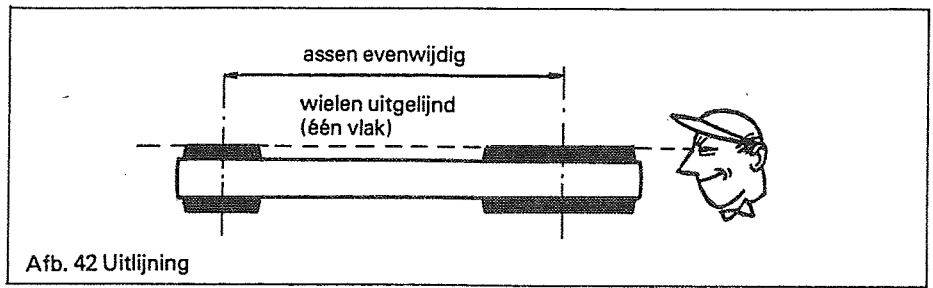 assen evenwijdig
wielen uitgelijnd
(één vlak)
Afb. 42 Uitlijning